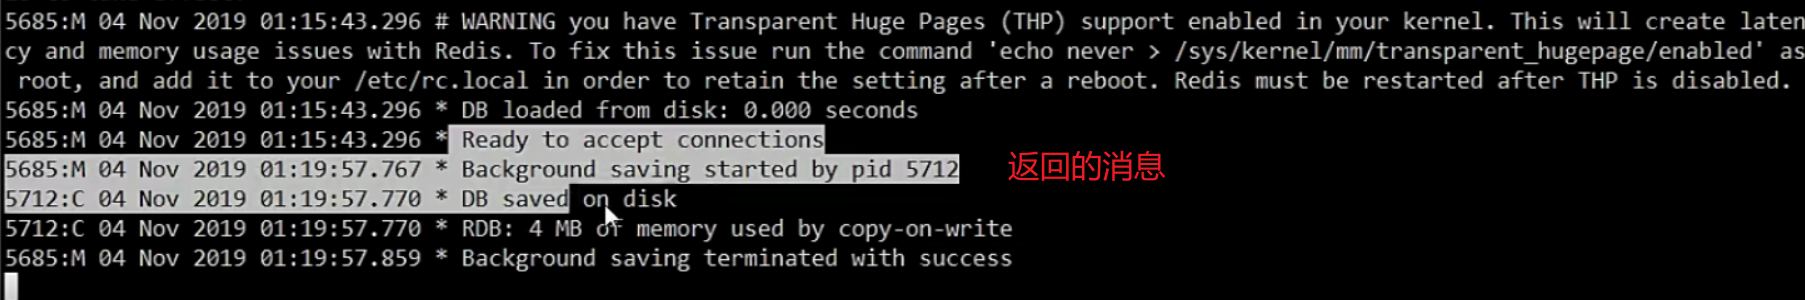 5685:M 04 Nov 2019 01:15:43.296 # WARNING you have Transparent Huge Pages (THP) support enabled in your kernel. This will create laten
cy and memory usage issues with Redis. To fix this issue run the command 'echo never > /sys/kernel/mm/transparent_hugepage/enabled' as
root, and add it to your /etc/rc.local in order to retain the setting after a reboot. Redis must be restarted after THP is disabled.
5685:M 04 Nov 2019 01:15:43.296 * DB loaded from disk: 0.000 seconds
5685:M 04 Nov 2019 01:15:43.296 * Ready to accept connections
5685:M 04 Nov 2019 01:19:57.767 * Background saving started by pid 5712 返回的消息
5712:C 04 Nov 2019 01:19:57.770 * DB saved on disk
5712:C 04 Nov 2019 01:19:57.770 * RDB: 4 MB of memory used by copy-on-write
5685:M 04 Nov 2019 01:19:57.859 * Background saving terminated with success